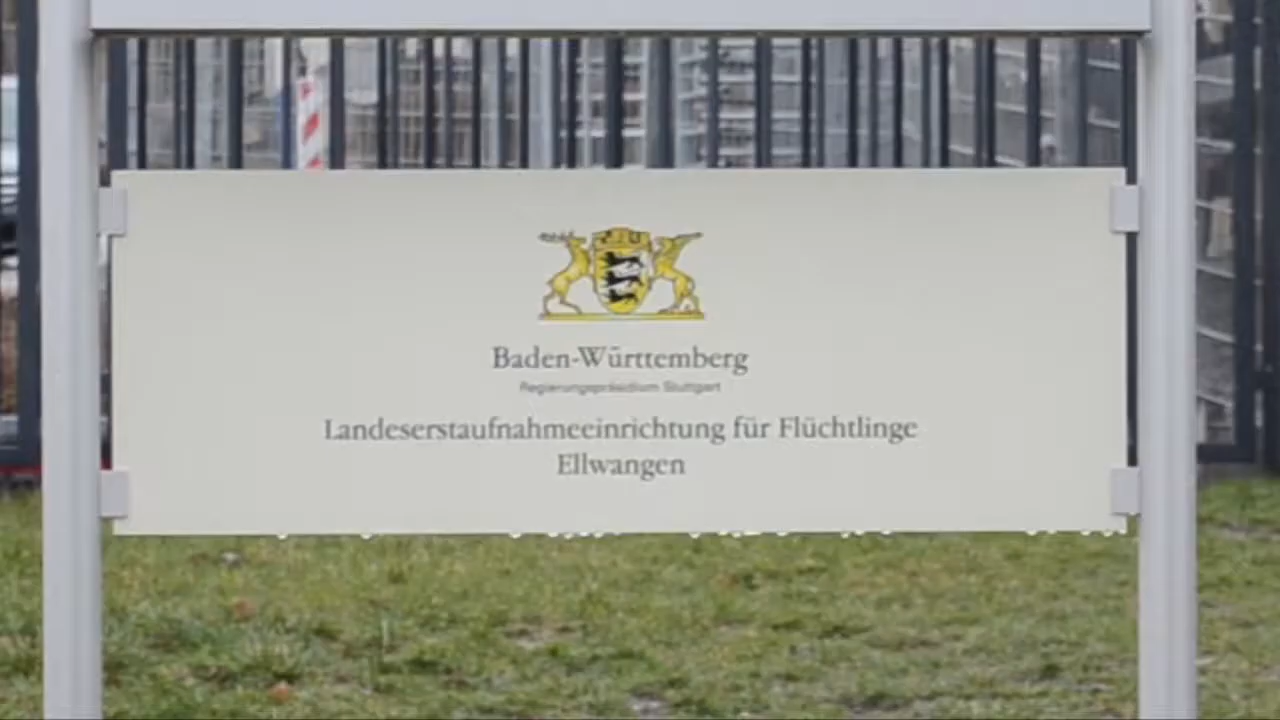 Baden-Württemberg
Regierungspräsidium Stuttgart
Landeserstaufnahmeeinrichtung für Flüchtlinge
Ellwangen